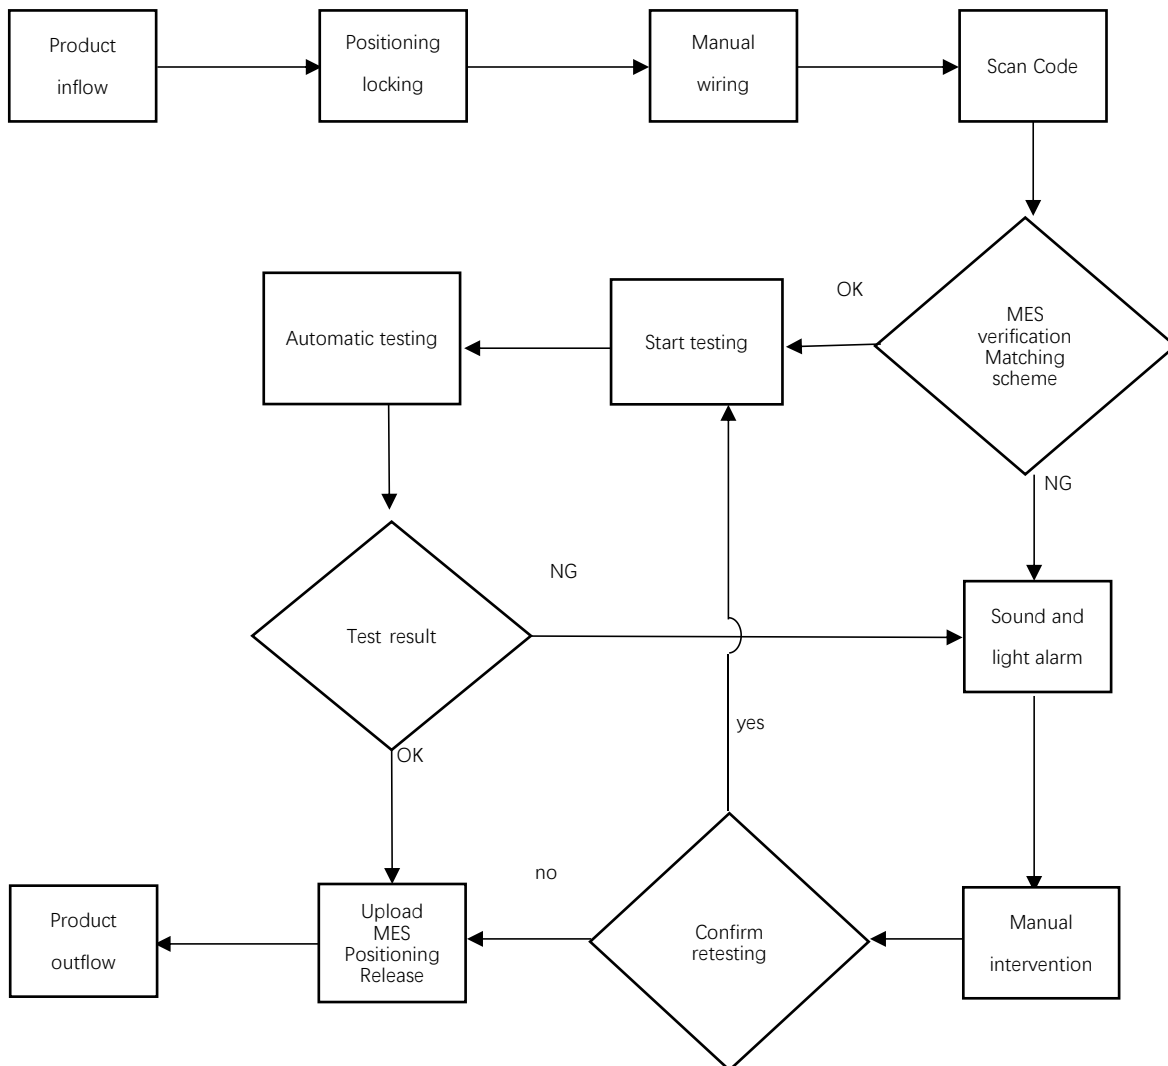 Product
inflow
Positioning
locking
Manual
wiring
Scan Code
OK
MES
verification
Matching
scheme
Start testing
Automatic testing
NG
NG
Sound and
light alarm
Test result
yes
OK
no
Product
outflow
Upload
MES
Positioning
Release
Confirm
retesting
Manual
intervention